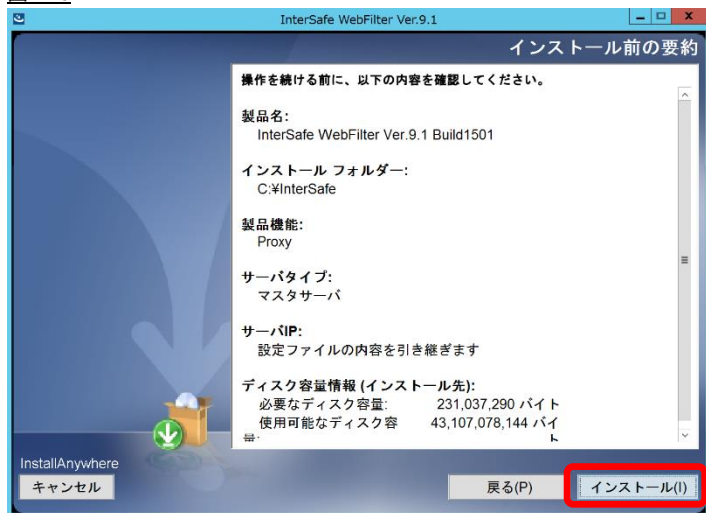 InterSafe WebFilter Ver.9.1
インストール前の要約
操作を続ける前に、以下の内容を確認してください。
製品名:
InterSafe WebFilter Ver.9.1 Build1501
インストール フォルダー:
C:¥InterSafe
製品機能:
Proxy
サーバタイプ:
マスタサーバ
サーバIP:
設定ファイルの内容を引き継ぎます
ディスク容量情報 (インストール先):
必要なディスク容量: 231,037,290 バイト
使用可能なディスク容 43,107,078,144 バイ
量: ト
InstallAnywhere
キャンセル
戻る(P)
インストール(I)